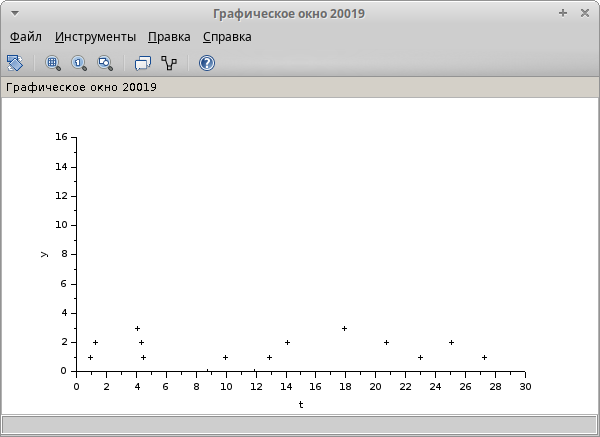 Графическое окно 20019
Файл Инструменты Правка Справка
Графическое окно 20019
16
14
12
10
8
y
6
4
2
0
0 2 4 6 8 10 12 14 16 18 20 22 24 26 28 30
t